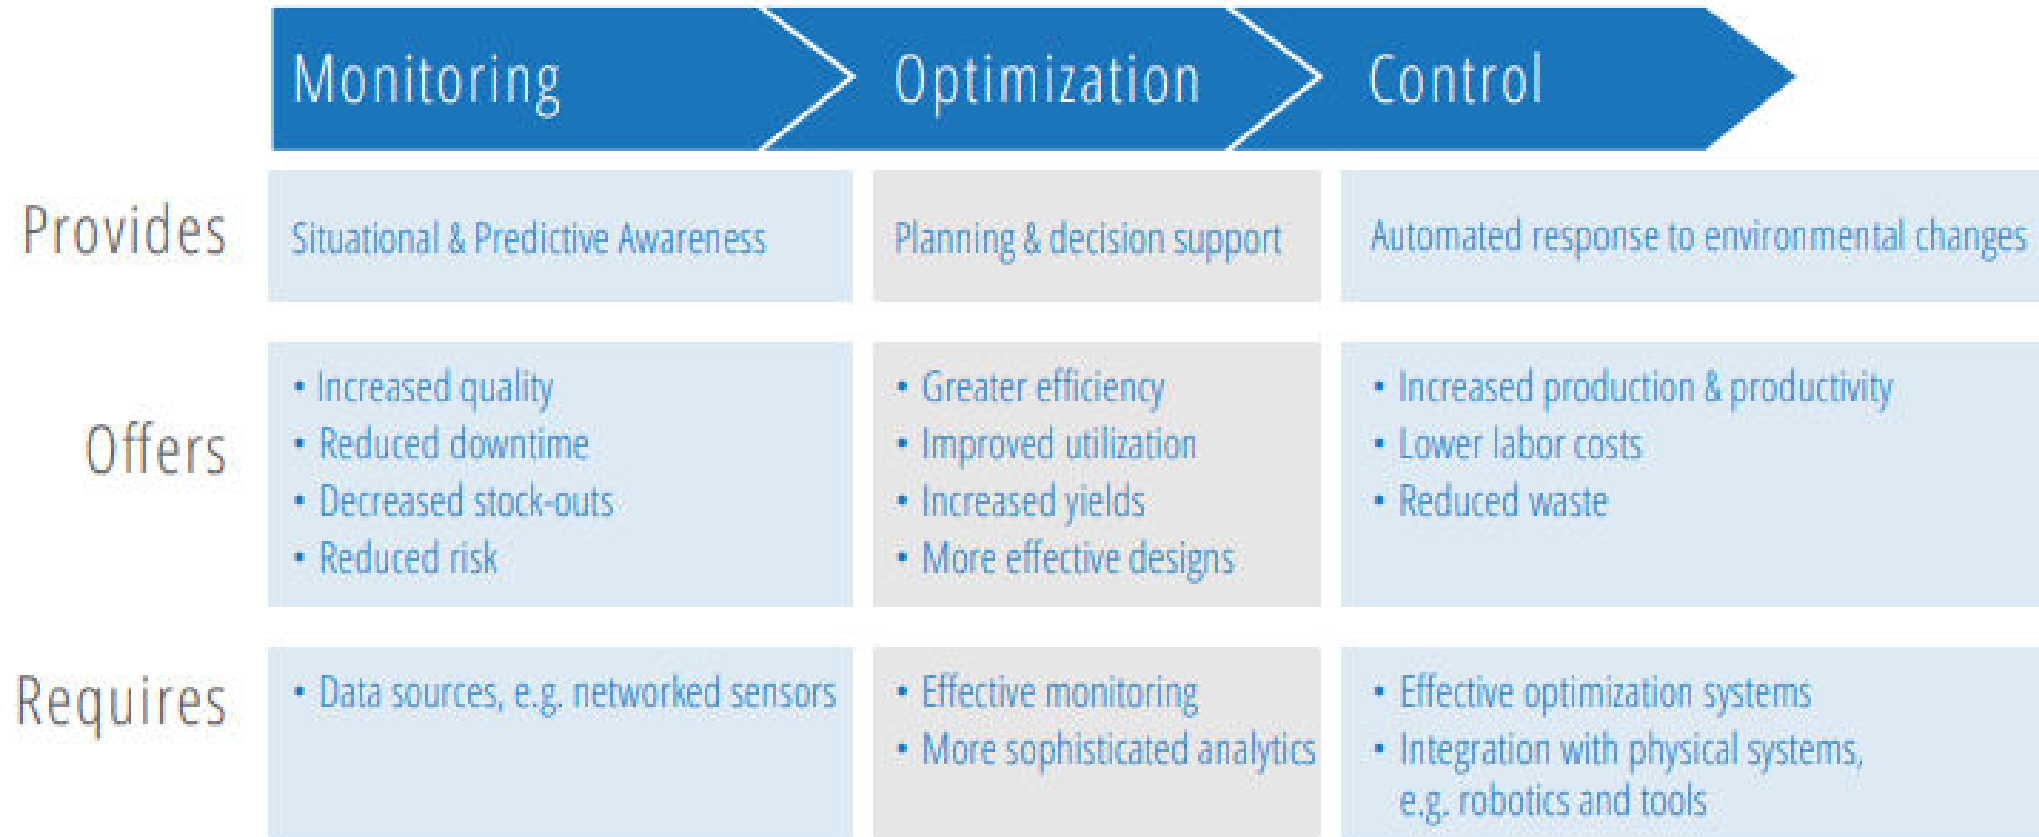 Monitoring
Optimization
Control
Provides
Situational & Predictive Awareness
Planning & decision support
Automated response to environmental changes
Offers
• Increased quality
• Reduced downtime
• Decreased stock-outs
• Reduced risk
• Greater efficiency
• Improved utilization
• Increased yields
• More effective designs
• Increased production & productivity
• Lower labor costs
• Reduced waste
Requires
• Data sources, e.g. networked sensors
• Effective monitoring
• More sophisticated analytics
• Effective optimization systems
• Integration with physical systems,
e.g. robotics and tools